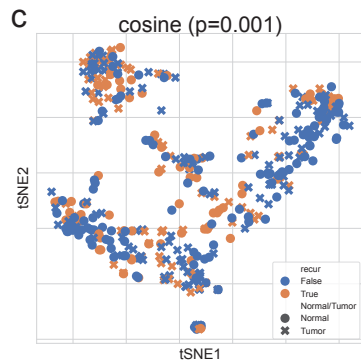 C
cosine (p=0.001)
tSNE2
recur
False
True
Normal/Tumor
Normal
Tumor
tSNE1